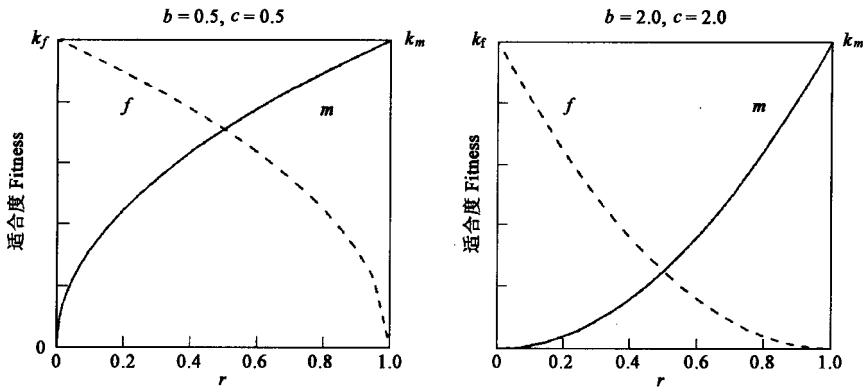 b = 0.5, c = 0.5
k_f
k_m
f
m
适合度 Fitness
0
0 0.2 0.4 0.6 0.8 1.0
r
b = 2.0, c = 2.0
k_f
k_m
f
m
适合度 Fitness
0 0.2 0.4 0.6 0.8 1.0
r